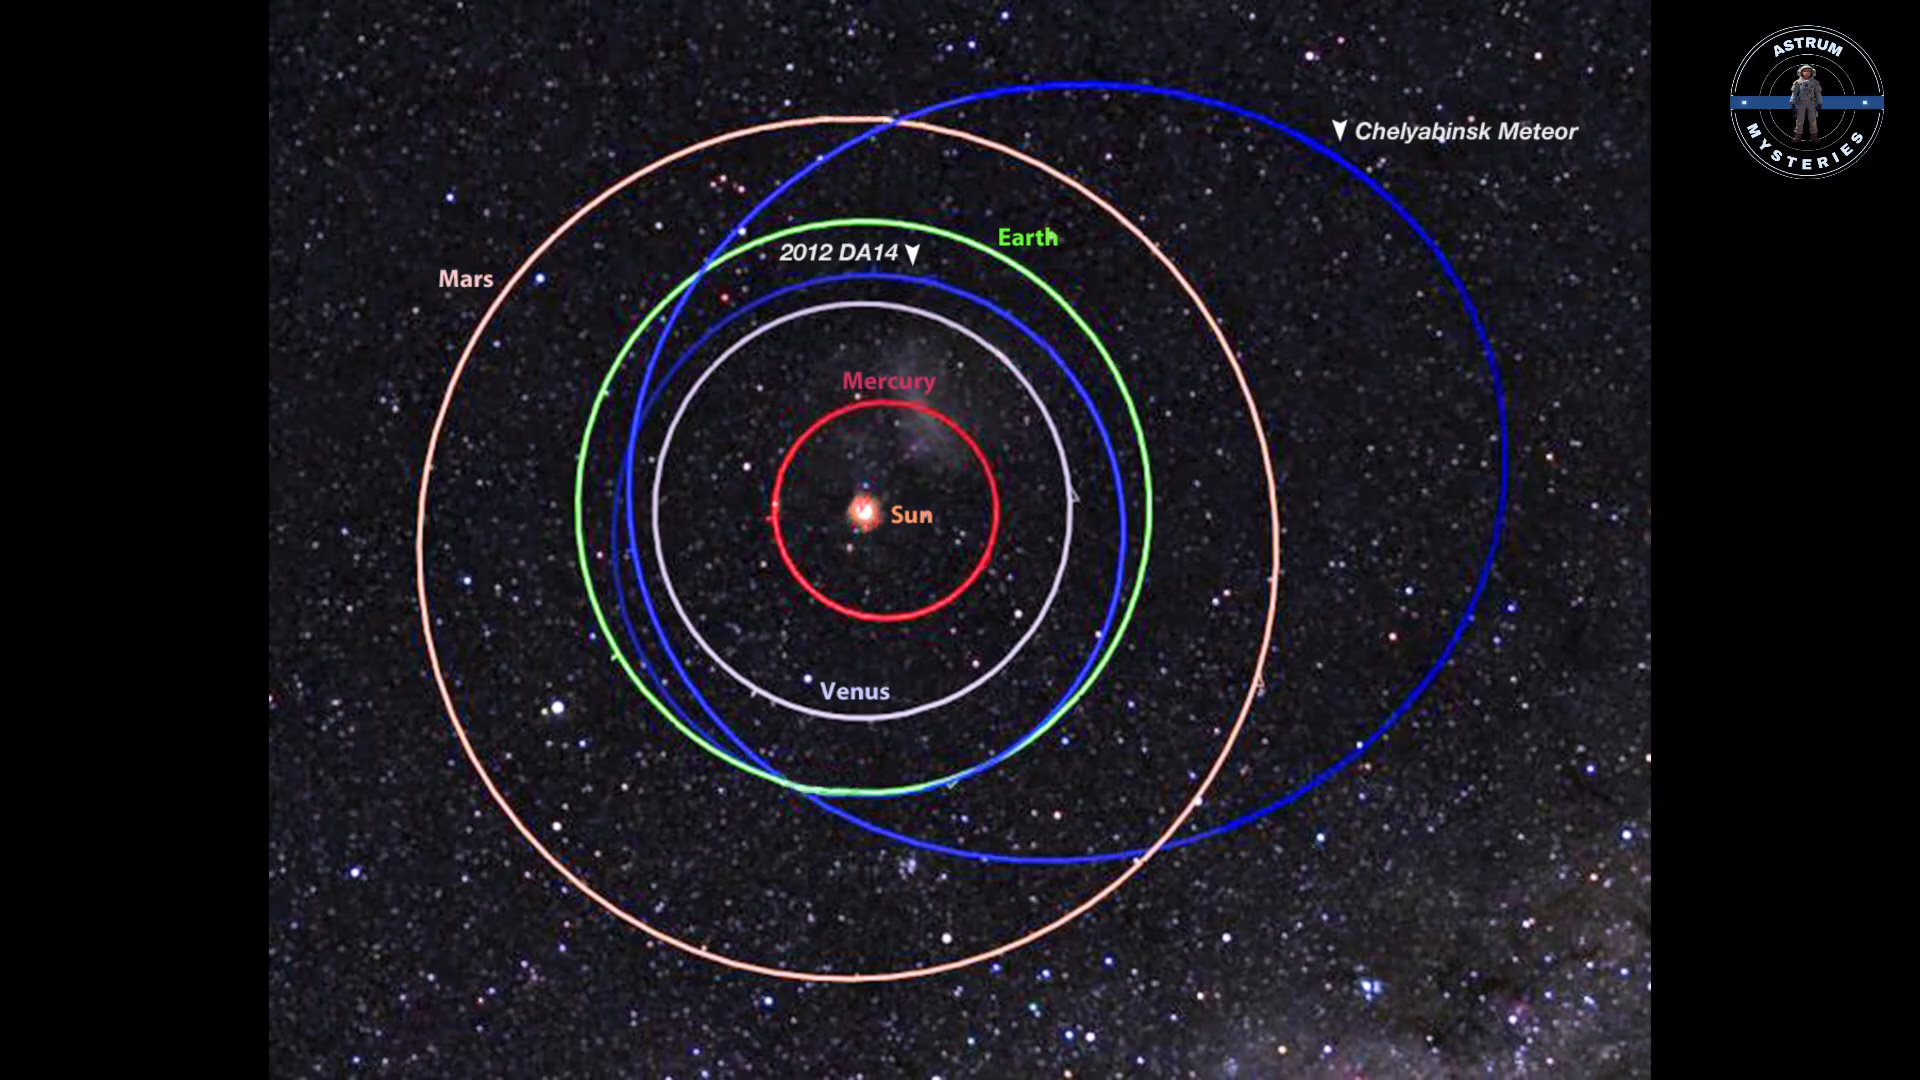 ASTRUM
MYSTERIES
Chelyabinsk Meteor
Earth
2012 DA14
Mars
Mercury
Sun
Venus